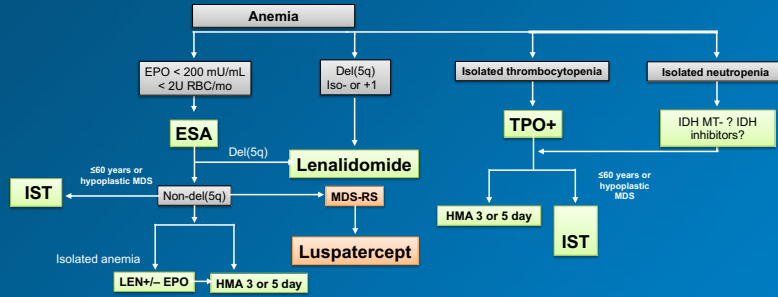 Anemia
EPO < 200 mU/mL
< 2U RBC/mo
Del(5q)
Iso- or +1
Isolated thrombocytopenia
Isolated neutropenia
ESA
TPO+
IDH MT- ? IDH
inhibitors?
Del(5q)
Lenalidomide
≤60 years or
hypoplastic MDS
IST
Non-del(5q)
MDS-RS
≤60 years or
hypoplastic
MDS
HMA 3 or 5 day
IST
Luspatercept
Isolated anemia
LEN+/– EPO
HMA 3 or 5 day